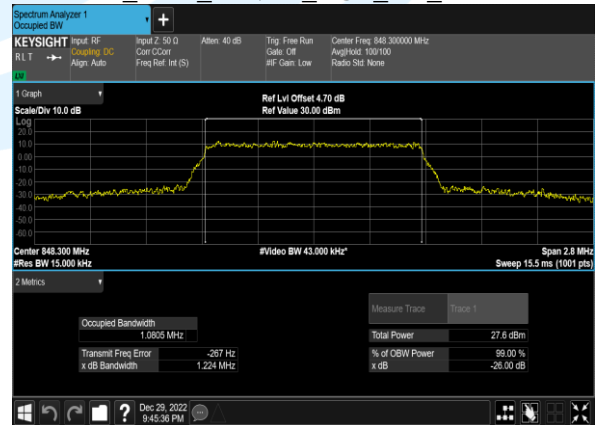 Spectrum Analyzer 1
Occupied BW
KEYSIGHT
RLT
Input: RF
Coupling: DC
Align: Auto
Input Z: 50 Ω
Corr CCorr
Freq Ref: Int (S)
Atten: 40 dB
Trig: Free Run
Gate: Off
#IF Gain: Low
Center Freq: 848.300000 MHz
Avg|Hold: 100/100
Radio Std: None
1 Graph
Scale/Div 10.0 dB
Ref Lvl Offset 4.70 dB
Ref Value 30.00 dBm
Log
20.0
10.0
0.00
-10.0
-20.0
-30.0
-40.0
-50.0
-60.0
Center 848.300 MHz
#Res BW 15.000 kHz
#Video BW 43.000 kHz*
Span 2.8 MHz
Sweep 15.5 ms (1001 pts)
2 Metrics
Measure Trace Trace 1
Occupied Bandwidth
1.0805 MHz
Total Power 27.6 dBm
Transmit Freq Error -267 Hz
% of OBW Power 99.00 %
x dB Bandwidth 1.224 MHz
x dB -26.00 dB
Dec 29, 2022
9:45:36 PM